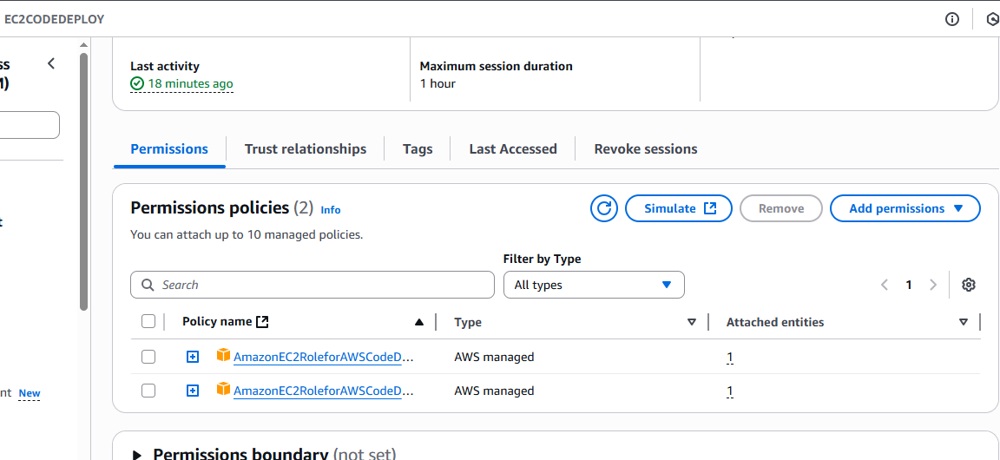 EC2CODEDEPLOY
ss
M)
Last activity
18 minutes ago
Maximum session duration
1 hour
Permissions
Trust relationships
Tags
Last Accessed
Revoke sessions
Permissions policies (2) Info
Simulate
Remove
Add permissions
You can attach up to 10 managed policies.
Filter by Type
Search
All types
1
Policy name
Type
Attached entities
AmazonEC2RoleforAWSCodeD...
AWS managed
1
AmazonEC2RoleforAWSCodeD...
AWS managed
1
nt New
Permissions boundary (not set)